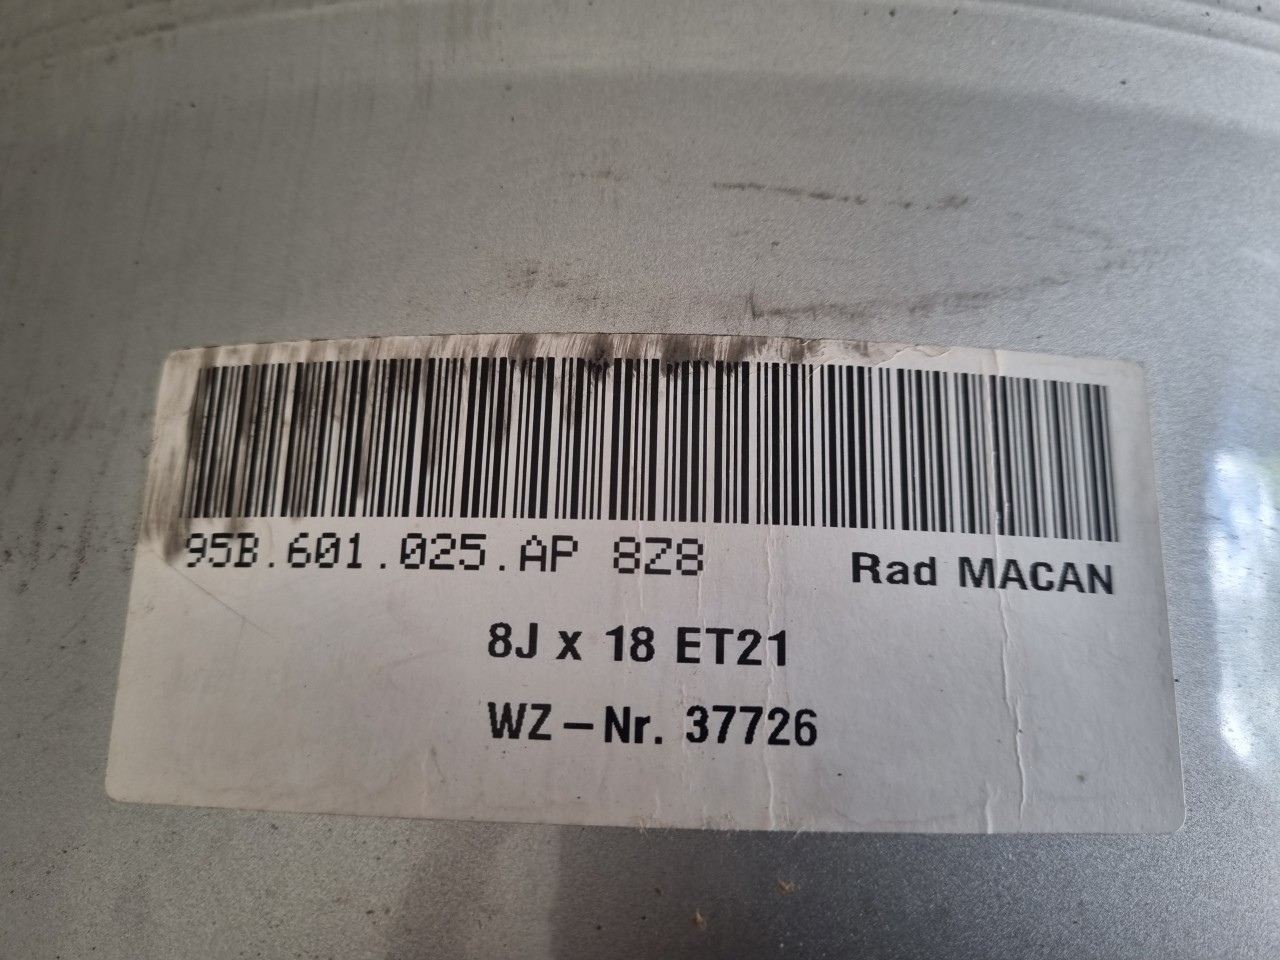 95B.601.025.AP 8Z8 Rad MACAN
8J x 18 ET21
WZ-Nr. 37726